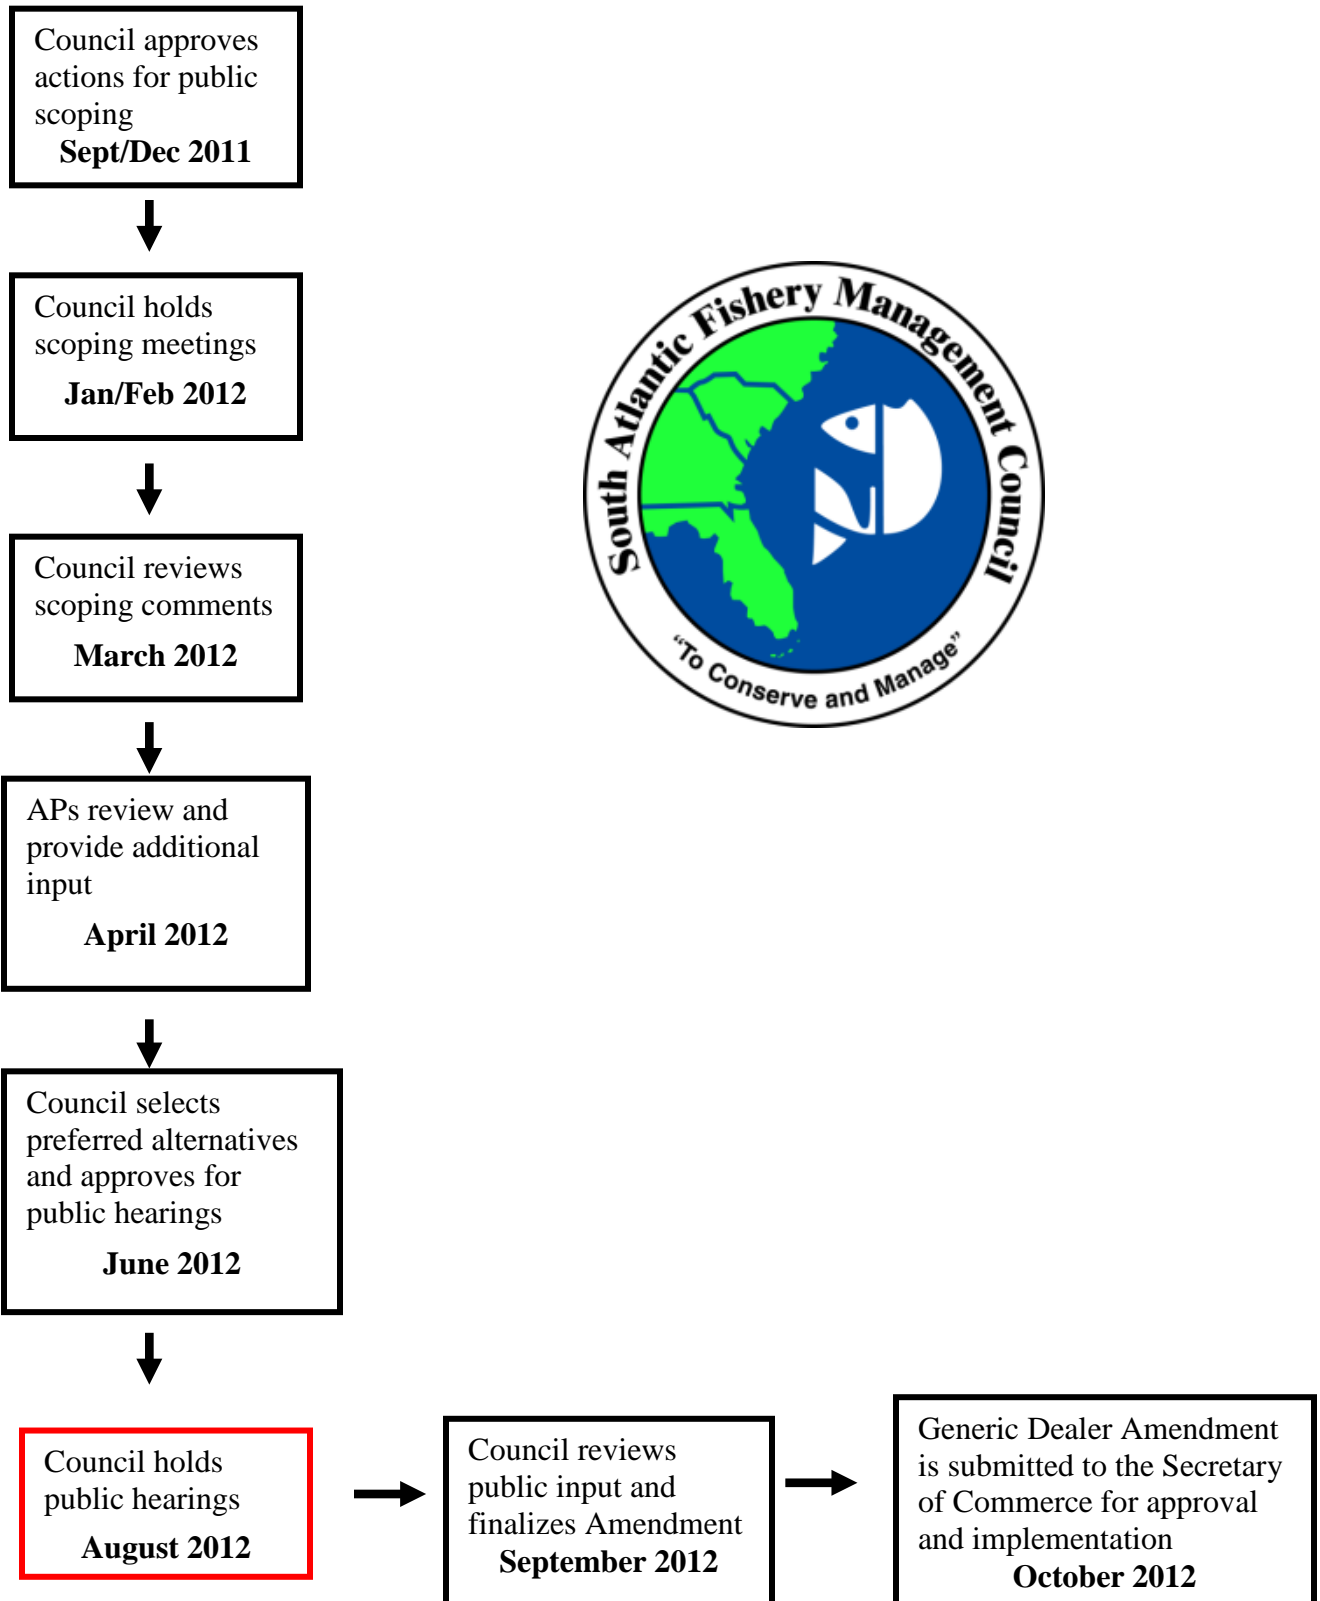 Council approves
actions for public
scoping
Sept/Dec 2011
Council holds
scoping meetings
Jan/Feb 2012
Council reviews
scoping comments
March 2012
APs review and
provide additional
input
April 2012
Council selects
preferred alternatives
and approves for
public hearings
June 2012
Council holds
public hearings
August 2012
Council reviews
public input and
finalizes Amendment
September 2012
Generic Dealer Amendment
is submitted to the Secretary
of Commerce for approval
and implementation
October 2012
South Atlantic Fishery Management Council
“To Conserve and Manage”